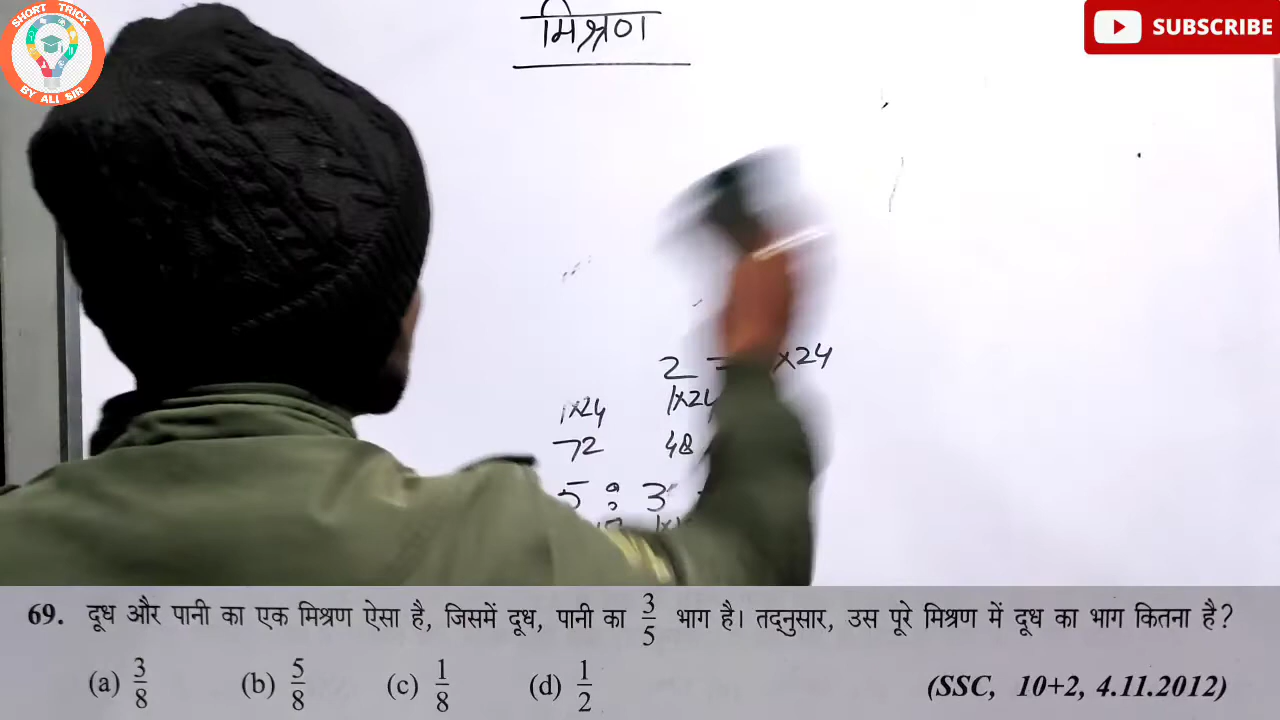 SHORT TRICK
BY ALI SIR
SUBSCRIBE
मिश्रण
2 = ×24
1×24 1×24
72 48
5 : 3
69. दूध और पानी का एक मिश्रण ऐसा है, जिसमें दूध, पानी का 3/5 भाग है। तद्नुसार, उस पूरे मिश्रण में दूध का भाग कितना है?
(a) 3/8 (b) 5/8 (c) 1/8 (d) 1/2 (SSC, 10+2, 4.11.2012)